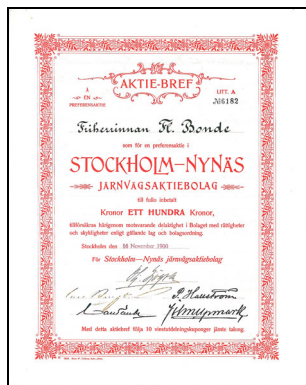 AKTIE-BREF
Å
EN
PREFERENSAKTIE
LITT. A
№6182
Friherrinnan Fl. Bonde
som för en preferensaktie i
STOCKHOLM–NYNÄS
JÄRNVÄGSAKTIEBOLAG
till fullo inbetalt
Kronor ETT HUNDRA Kronor,
tillförsäkras härigenom motsvarande delaktighet i Bolaget med rättigheter
och skyldigheter enligt gällande lag och bolagsordning.
Stockholm den 30 November 1900
För Stockholm–Nynäs järnvägsaktiebolag
Med detta aktiebref följa 10 vinstutdelningskuponger jämte talong.